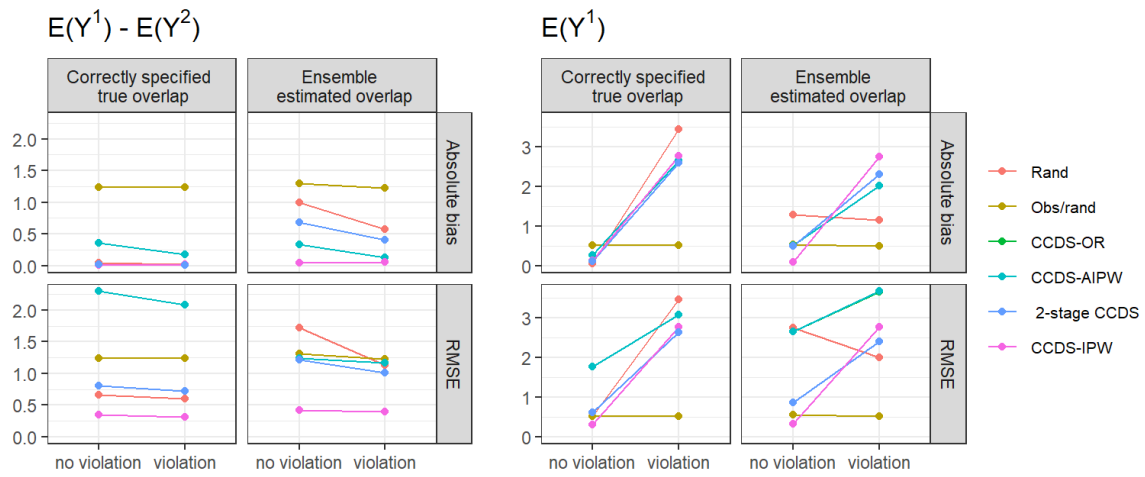 E(Y¹) - E(Y²)
E(Y¹)
Correctly specified
true overlap
Ensemble
estimated overlap
Correctly specified
true overlap
Ensemble
estimated overlap
2.0
1.5
1.0
0.5
0.0
Absolute bias
3
2
1
0
Absolute bias
2.0
1.5
1.0
0.5
0.0
RMSE
3
2
1
0
RMSE
no violation
violation
no violation
violation
no violation
violation
no violation
violation
Rand
Obs/rand
CCDS-OR
CCDS-AIPW
2-stage CCDS
CCDS-IPW